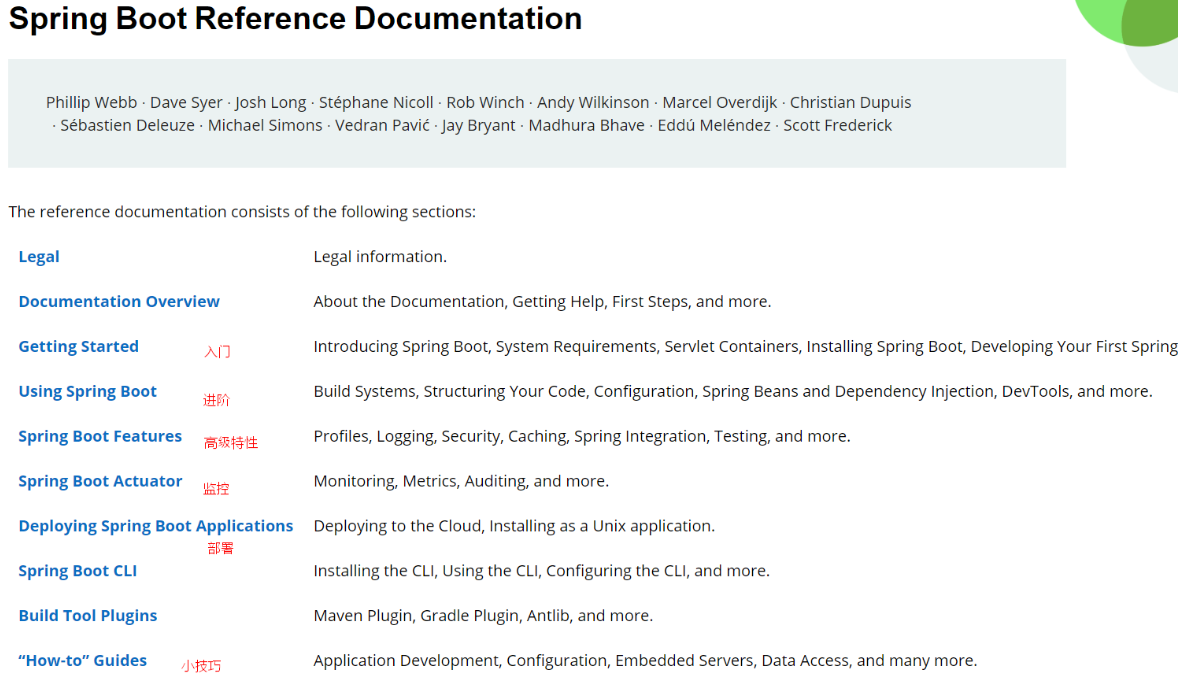 Spring Boot Reference Documentation
Phillip Webb · Dave Syer · Josh Long · Stéphane Nicoll · Rob Winch · Andy Wilkinson · Marcel Overdijk · Christian Dupuis
· Sébastien Deleuze · Michael Simons · Vedran Pavić · Jay Bryant · Madhura Bhave · Eddú Meléndez · Scott Frederick
The reference documentation consists of the following sections:
Legal Legal information.
Documentation Overview About the Documentation, Getting Help, First Steps, and more.
Getting Started 入门 Introducing Spring Boot, System Requirements, Servlet Containers, Installing Spring Boot, Developing Your First Spring
Using Spring Boot 进阶 Build Systems, Structuring Your Code, Configuration, Spring Beans and Dependency Injection, DevTools, and more.
Spring Boot Features 高级特性 Profiles, Logging, Security, Caching, Spring Integration, Testing, and more.
Spring Boot Actuator 监控 Monitoring, Metrics, Auditing, and more.
Deploying Spring Boot Applications Deploying to the Cloud, Installing as a Unix application.
部署
Spring Boot CLI Installing the CLI, Using the CLI, Configuring the CLI, and more.
Build Tool Plugins Maven Plugin, Gradle Plugin, Antlib, and more.
“How-to” Guides 小技巧 Application Development, Configuration, Embedded Servers, Data Access, and many more.